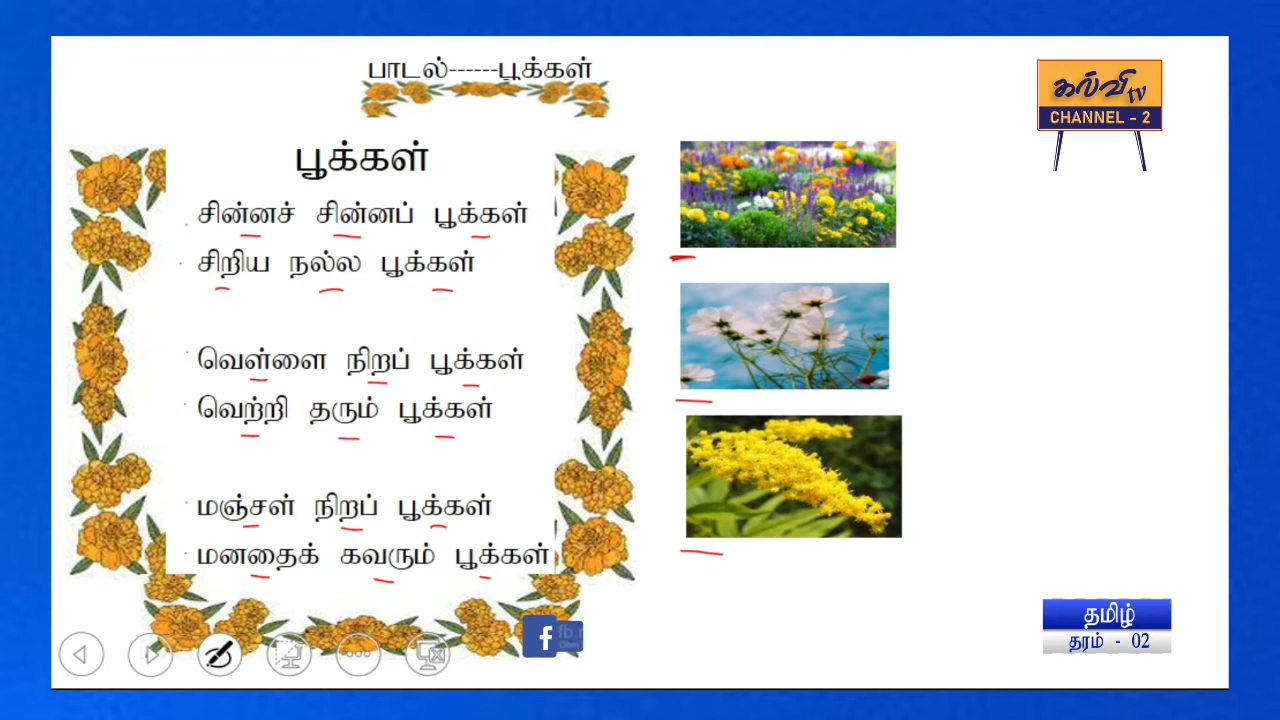 பாடல்------பூக்கள்
பூக்கள்
சின்னச் சின்னப் பூக்கள்
சிறிய நல்ல பூக்கள்
வெள்ளை நிறப் பூக்கள்
வெற்றி தரும் பூக்கள்
மஞ்சள் நிறப் பூக்கள்
மனதைக் கவரும் பூக்கள்
கல்வி tv
CHANNEL - 2
தமிழ்
தரம் - 02